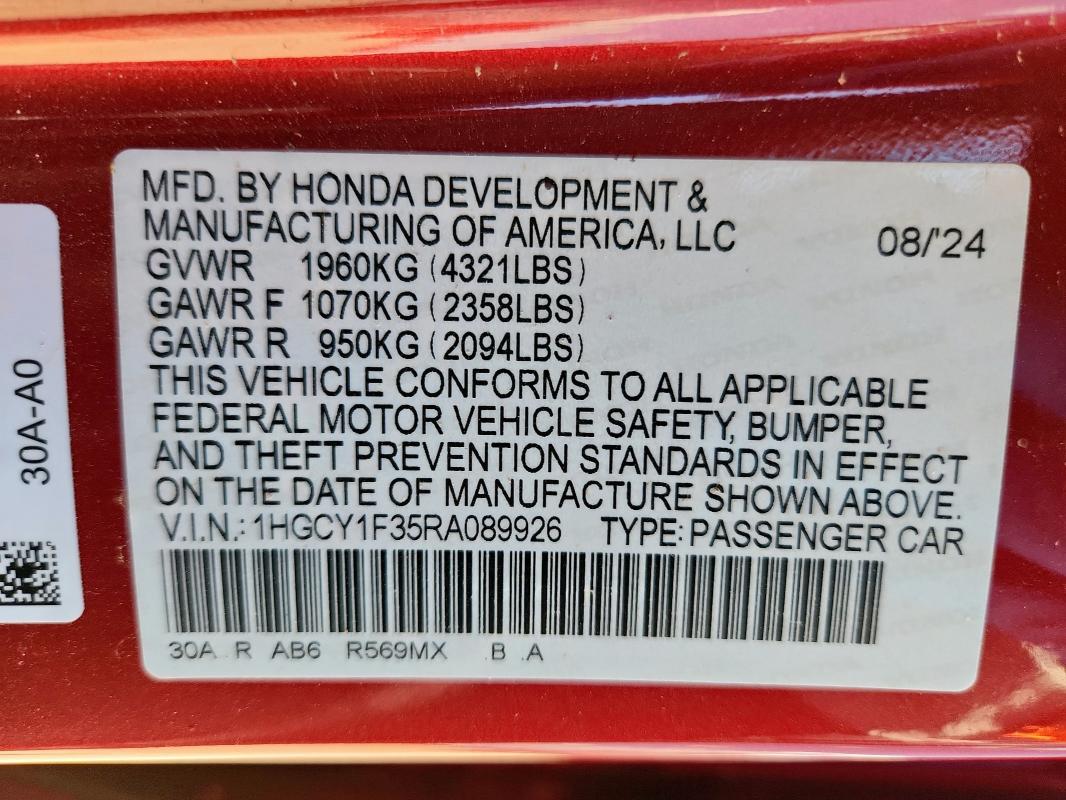 MFD. BY HONDA DEVELOPMENT &
MANUFACTURING OF AMERICA, LLC 08/'24
GVWR 1960KG (4321LBS)
GAWR F 1070KG (2358LBS)
GAWR R 950KG (2094LBS)
THIS VEHICLE CONFORMS TO ALL APPLICABLE
FEDERAL MOTOR VEHICLE SAFETY, BUMPER,
AND THEFT PREVENTION STANDARDS IN EFFECT
ON THE DATE OF MANUFACTURE SHOWN ABOVE.
V.I.N.: 1HGCY1F35RA089926 TYPE: PASSENGER CAR
30A R AB6 R569MX B A
30A-A0